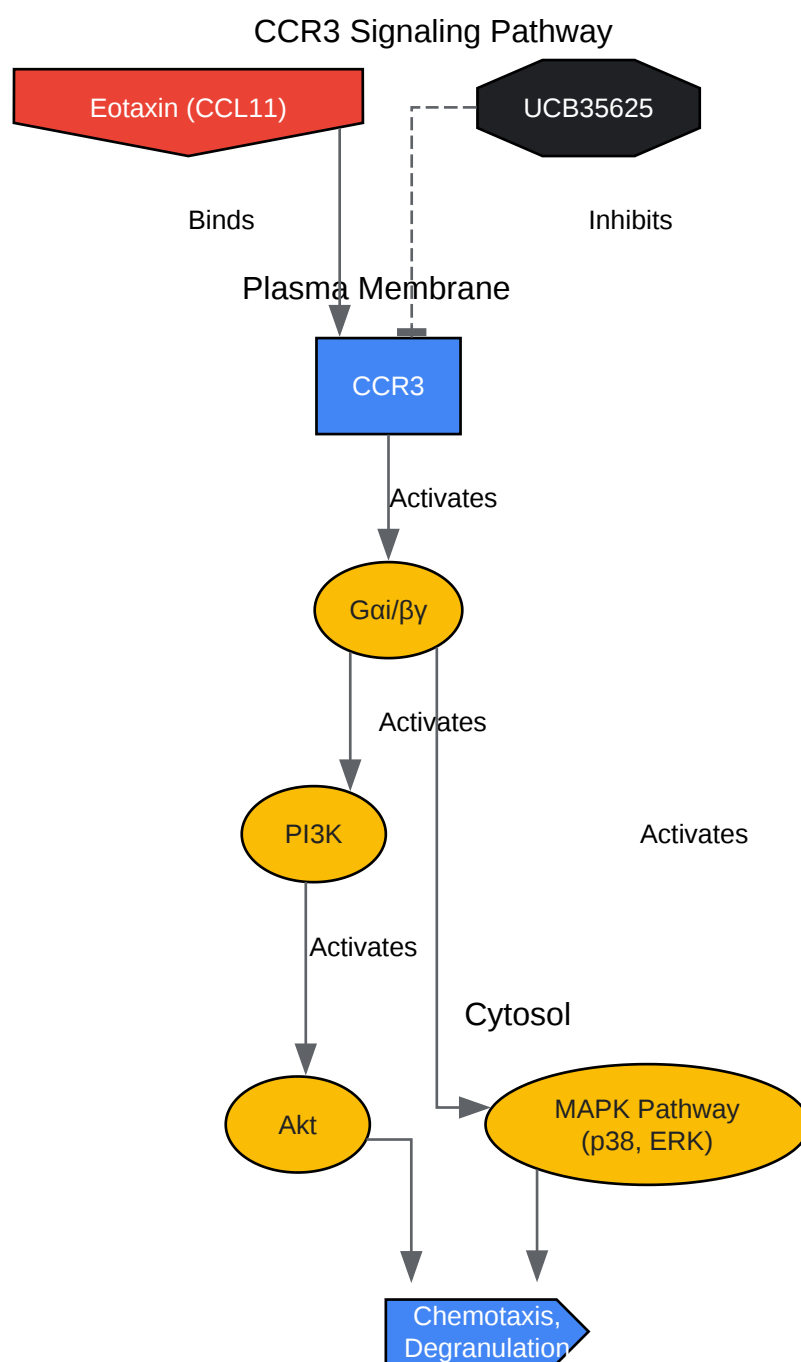 CCR3 Signaling Pathway
Eotaxin (CCL11)
UCB35625
Binds
Inhibits
Plasma Membrane
CCR3
Activates
Gαi/βγ
Activates
PI3K
Activates
Activates
Cytosol
MAPK Pathway
(p38, ERK)
Akt
Chemotaxis,
Degranulation